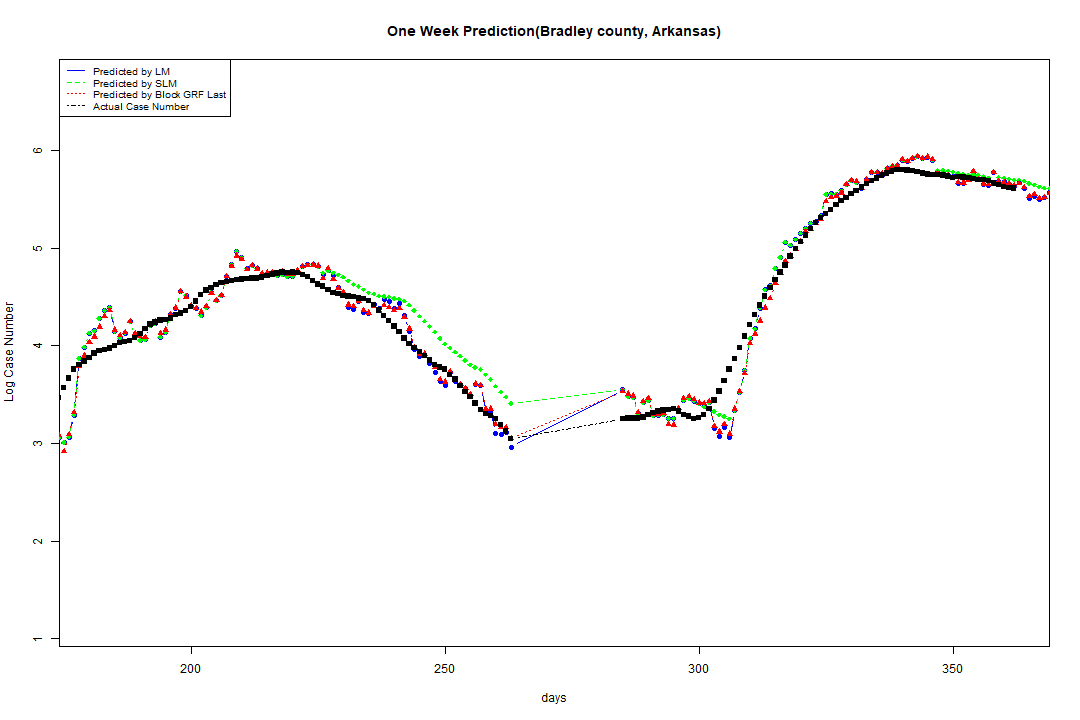 One Week Prediction(Bradley county, Arkansas)
Predicted by LM
Predicted by SLM
Predicted by Block GRF Last
Actual Case Number
6
5
4
3
2
1
Log Case Number
200 250 300 350
days